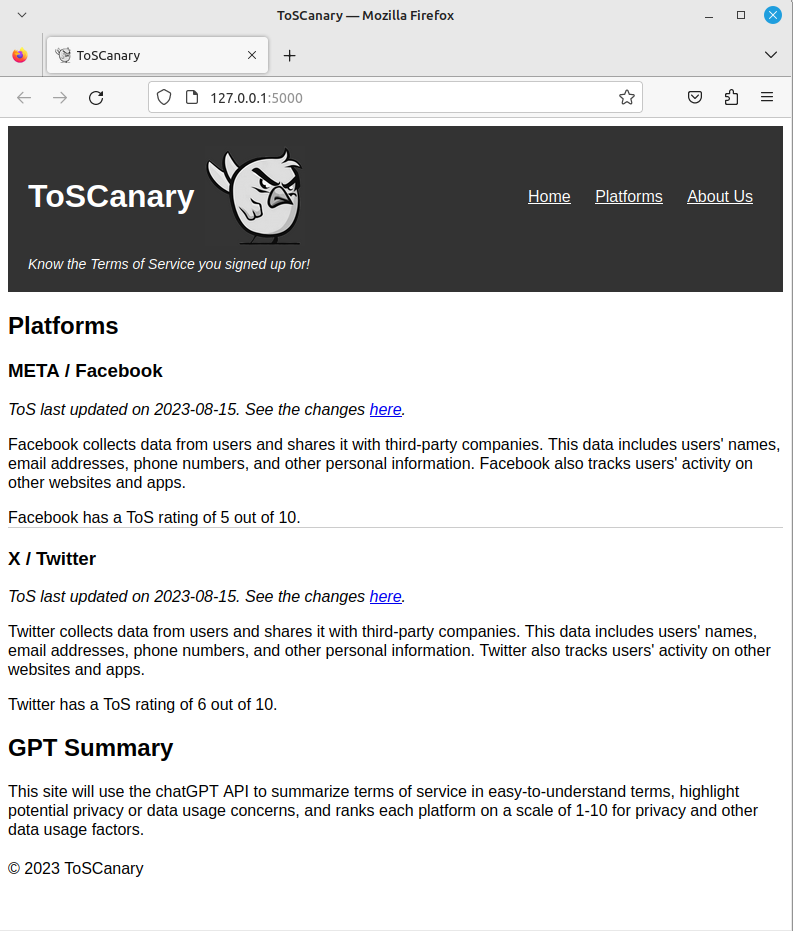 ToSCanary — Mozilla Firefox
ToSCanary
127.0.0.1:5000
ToSCanary
Home Platforms About Us
Know the Terms of Service you signed up for!
Platforms
META / Facebook
ToS last updated on 2023-08-15. See the changes here.
Facebook collects data from users and shares it with third-party companies. This data includes users' names,
email addresses, phone numbers, and other personal information. Facebook also tracks users' activity on
other websites and apps.
Facebook has a ToS rating of 5 out of 10.
X / Twitter
ToS last updated on 2023-08-15. See the changes here.
Twitter collects data from users and shares it with third-party companies. This data includes users' names,
email addresses, phone numbers, and other personal information. Twitter also tracks users' activity on other
websites and apps.
Twitter has a ToS rating of 6 out of 10.
GPT Summary
This site will use the chatGPT API to summarize terms of service in easy-to-understand terms, highlight
potential privacy or data usage concerns, and ranks each platform on a scale of 1-10 for privacy and other
data usage factors.
© 2023 ToSCanary